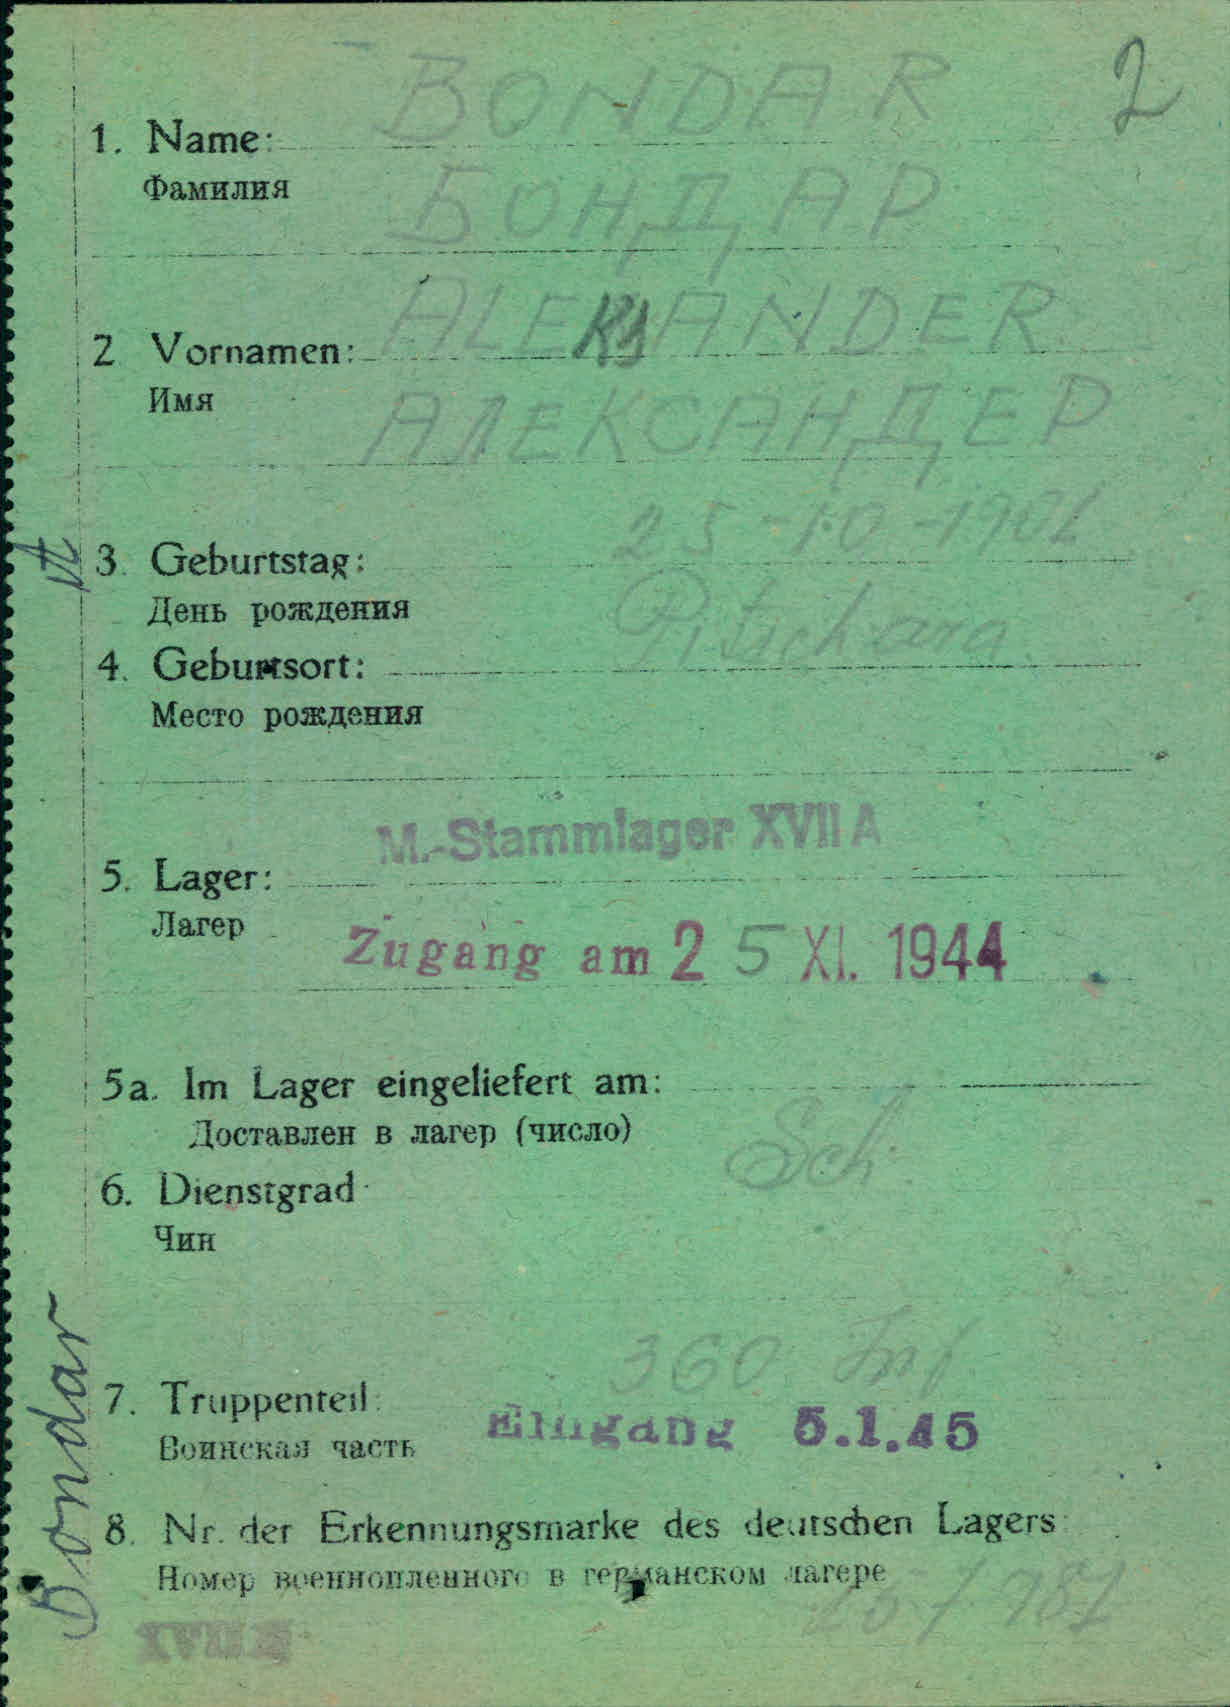 2
BONDAR
1. Name:
Фамилия
БОНДАР
ALEKSANDER
2 Vornamen:
Имя
АЛЕКСАНДЕР
3. Geburtstag:
25-10-1901
День рождения
4. Geburtsort:
Место рождения
M.-Stammlager XVII A
5. Lager:
Лагер
Zugang am 25 XI. 1944
5a. Im Lager eingeliefert am:
Доставлен в лагер (число)
Sch.
6. Dienstgrad
Чин
360 Inf
7. Truppenteil:
Воинская часть
Eingang 5.1.45
8. Nr. der Erkennungsmarke des deutschen Lagers:
Номер военнопленного в германском лагере
Bondar